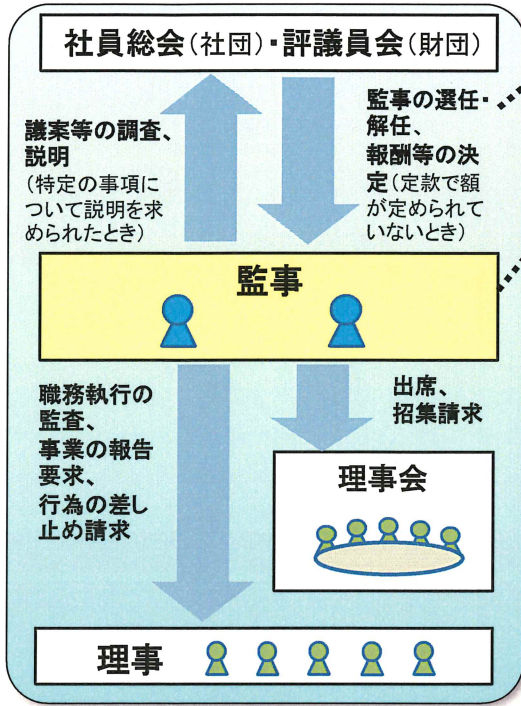 社員総会(社団)・評議員会(財団)
議案等の調査、
説明
(特定の事項に
ついて説明を求
められたとき)
監事の選任・
解任、
報酬等の決
定(定款で額
が定められて
いないとき)
監事
職務執行の
監査、
事業の報告
要求、
行為の差し
止め請求
出席、
招集請求
理事会
理事